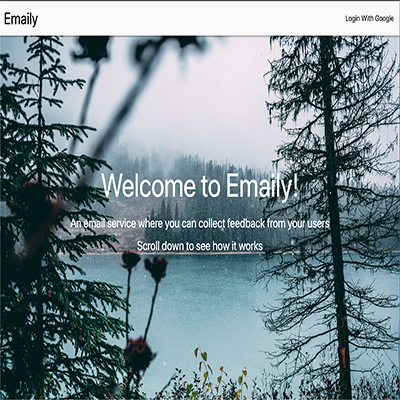 Emaily
Login With Google
Welcome to Emaily!
An email service where you can collect feedback from your users
Scroll down to see how it works